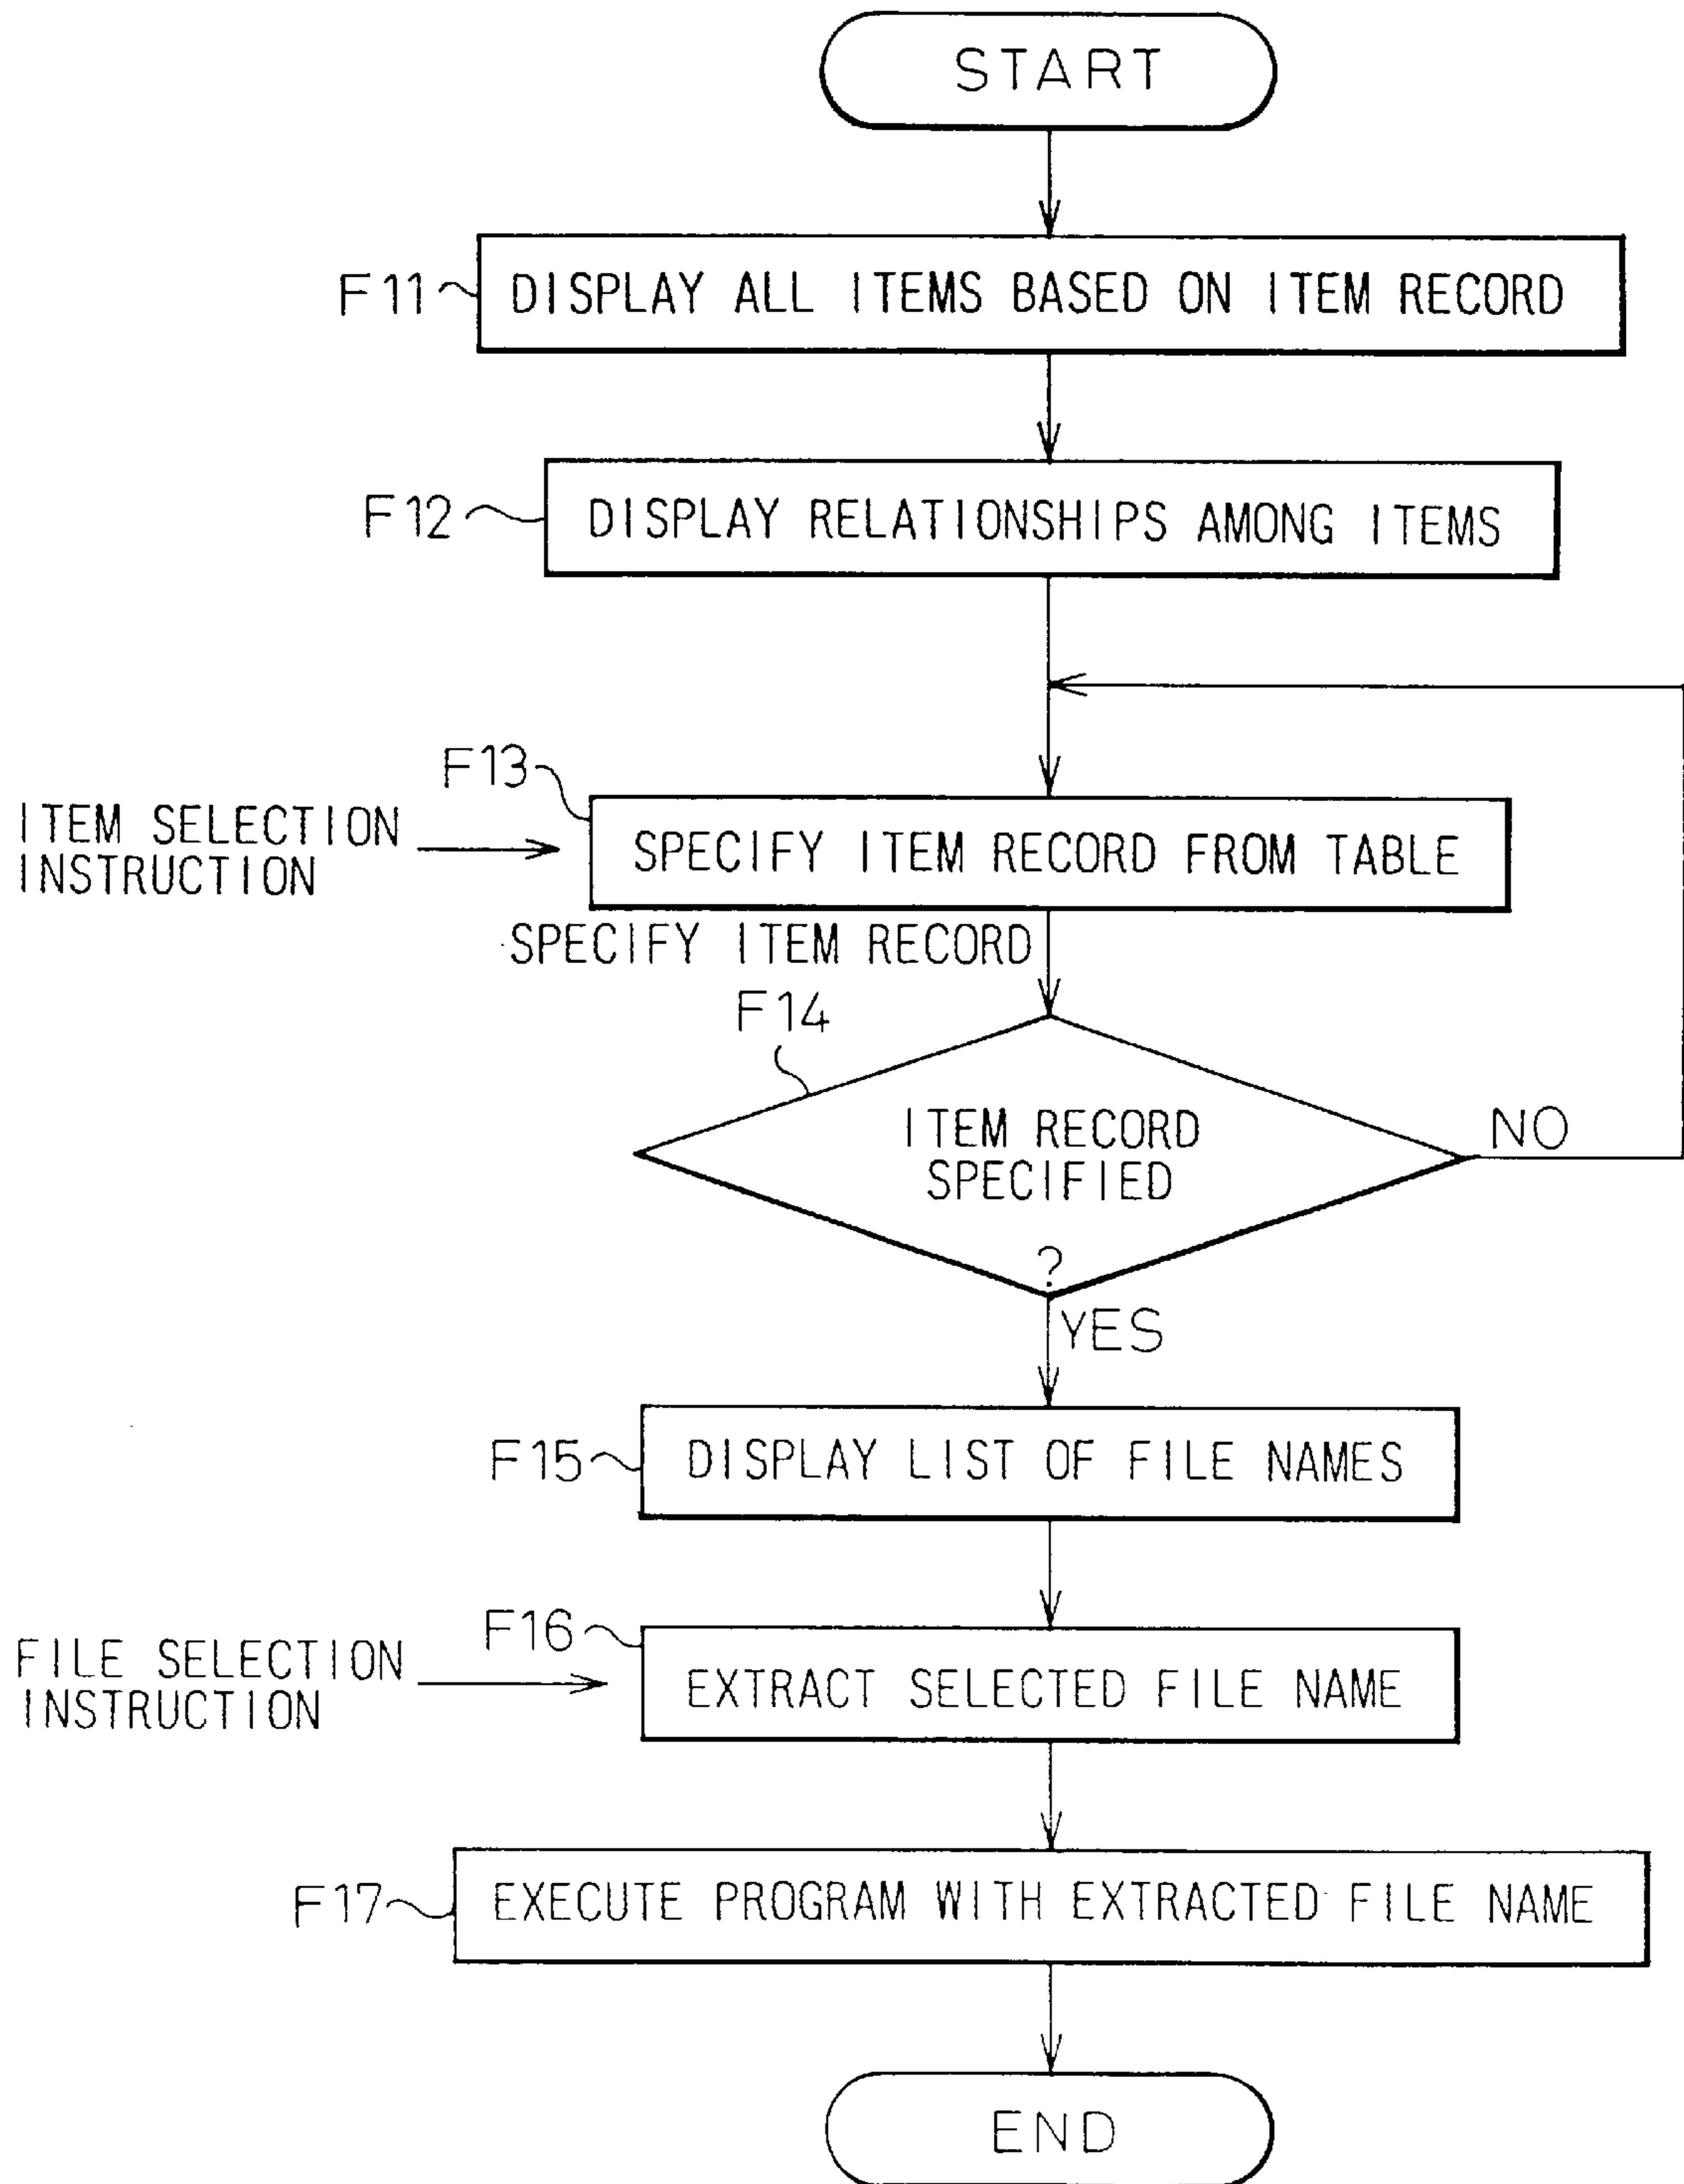 START
F11
DISPLAY ALL ITEMS BASED ON ITEM RECORD
F12
DISPLAY RELATIONSHIPS AMONG ITEMS
F13
ITEM SELECTION
INSTRUCTION
SPECIFY ITEM RECORD FROM TABLE
SPECIFY ITEM RECORD
F14
ITEM RECORD
SPECIFIED
?
NO
YES
F15
DISPLAY LIST OF FILE NAMES
F16
FILE SELECTION
INSTRUCTION
EXTRACT SELECTED FILE NAME
F17
EXECUTE PROGRAM WITH EXTRACTED FILE NAME
END